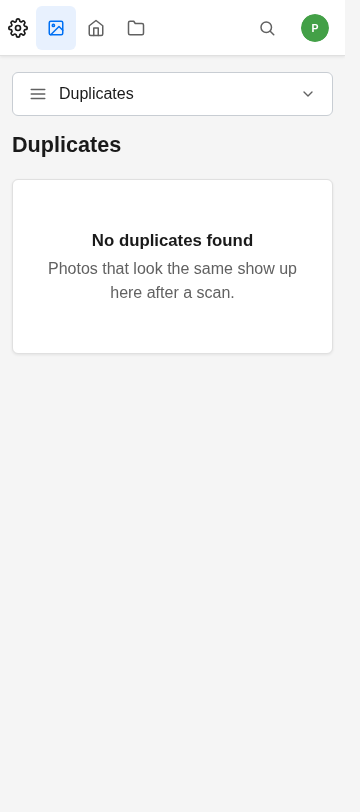 P
Duplicates
Duplicates
No duplicates found
Photos that look the same show up
here after a scan.